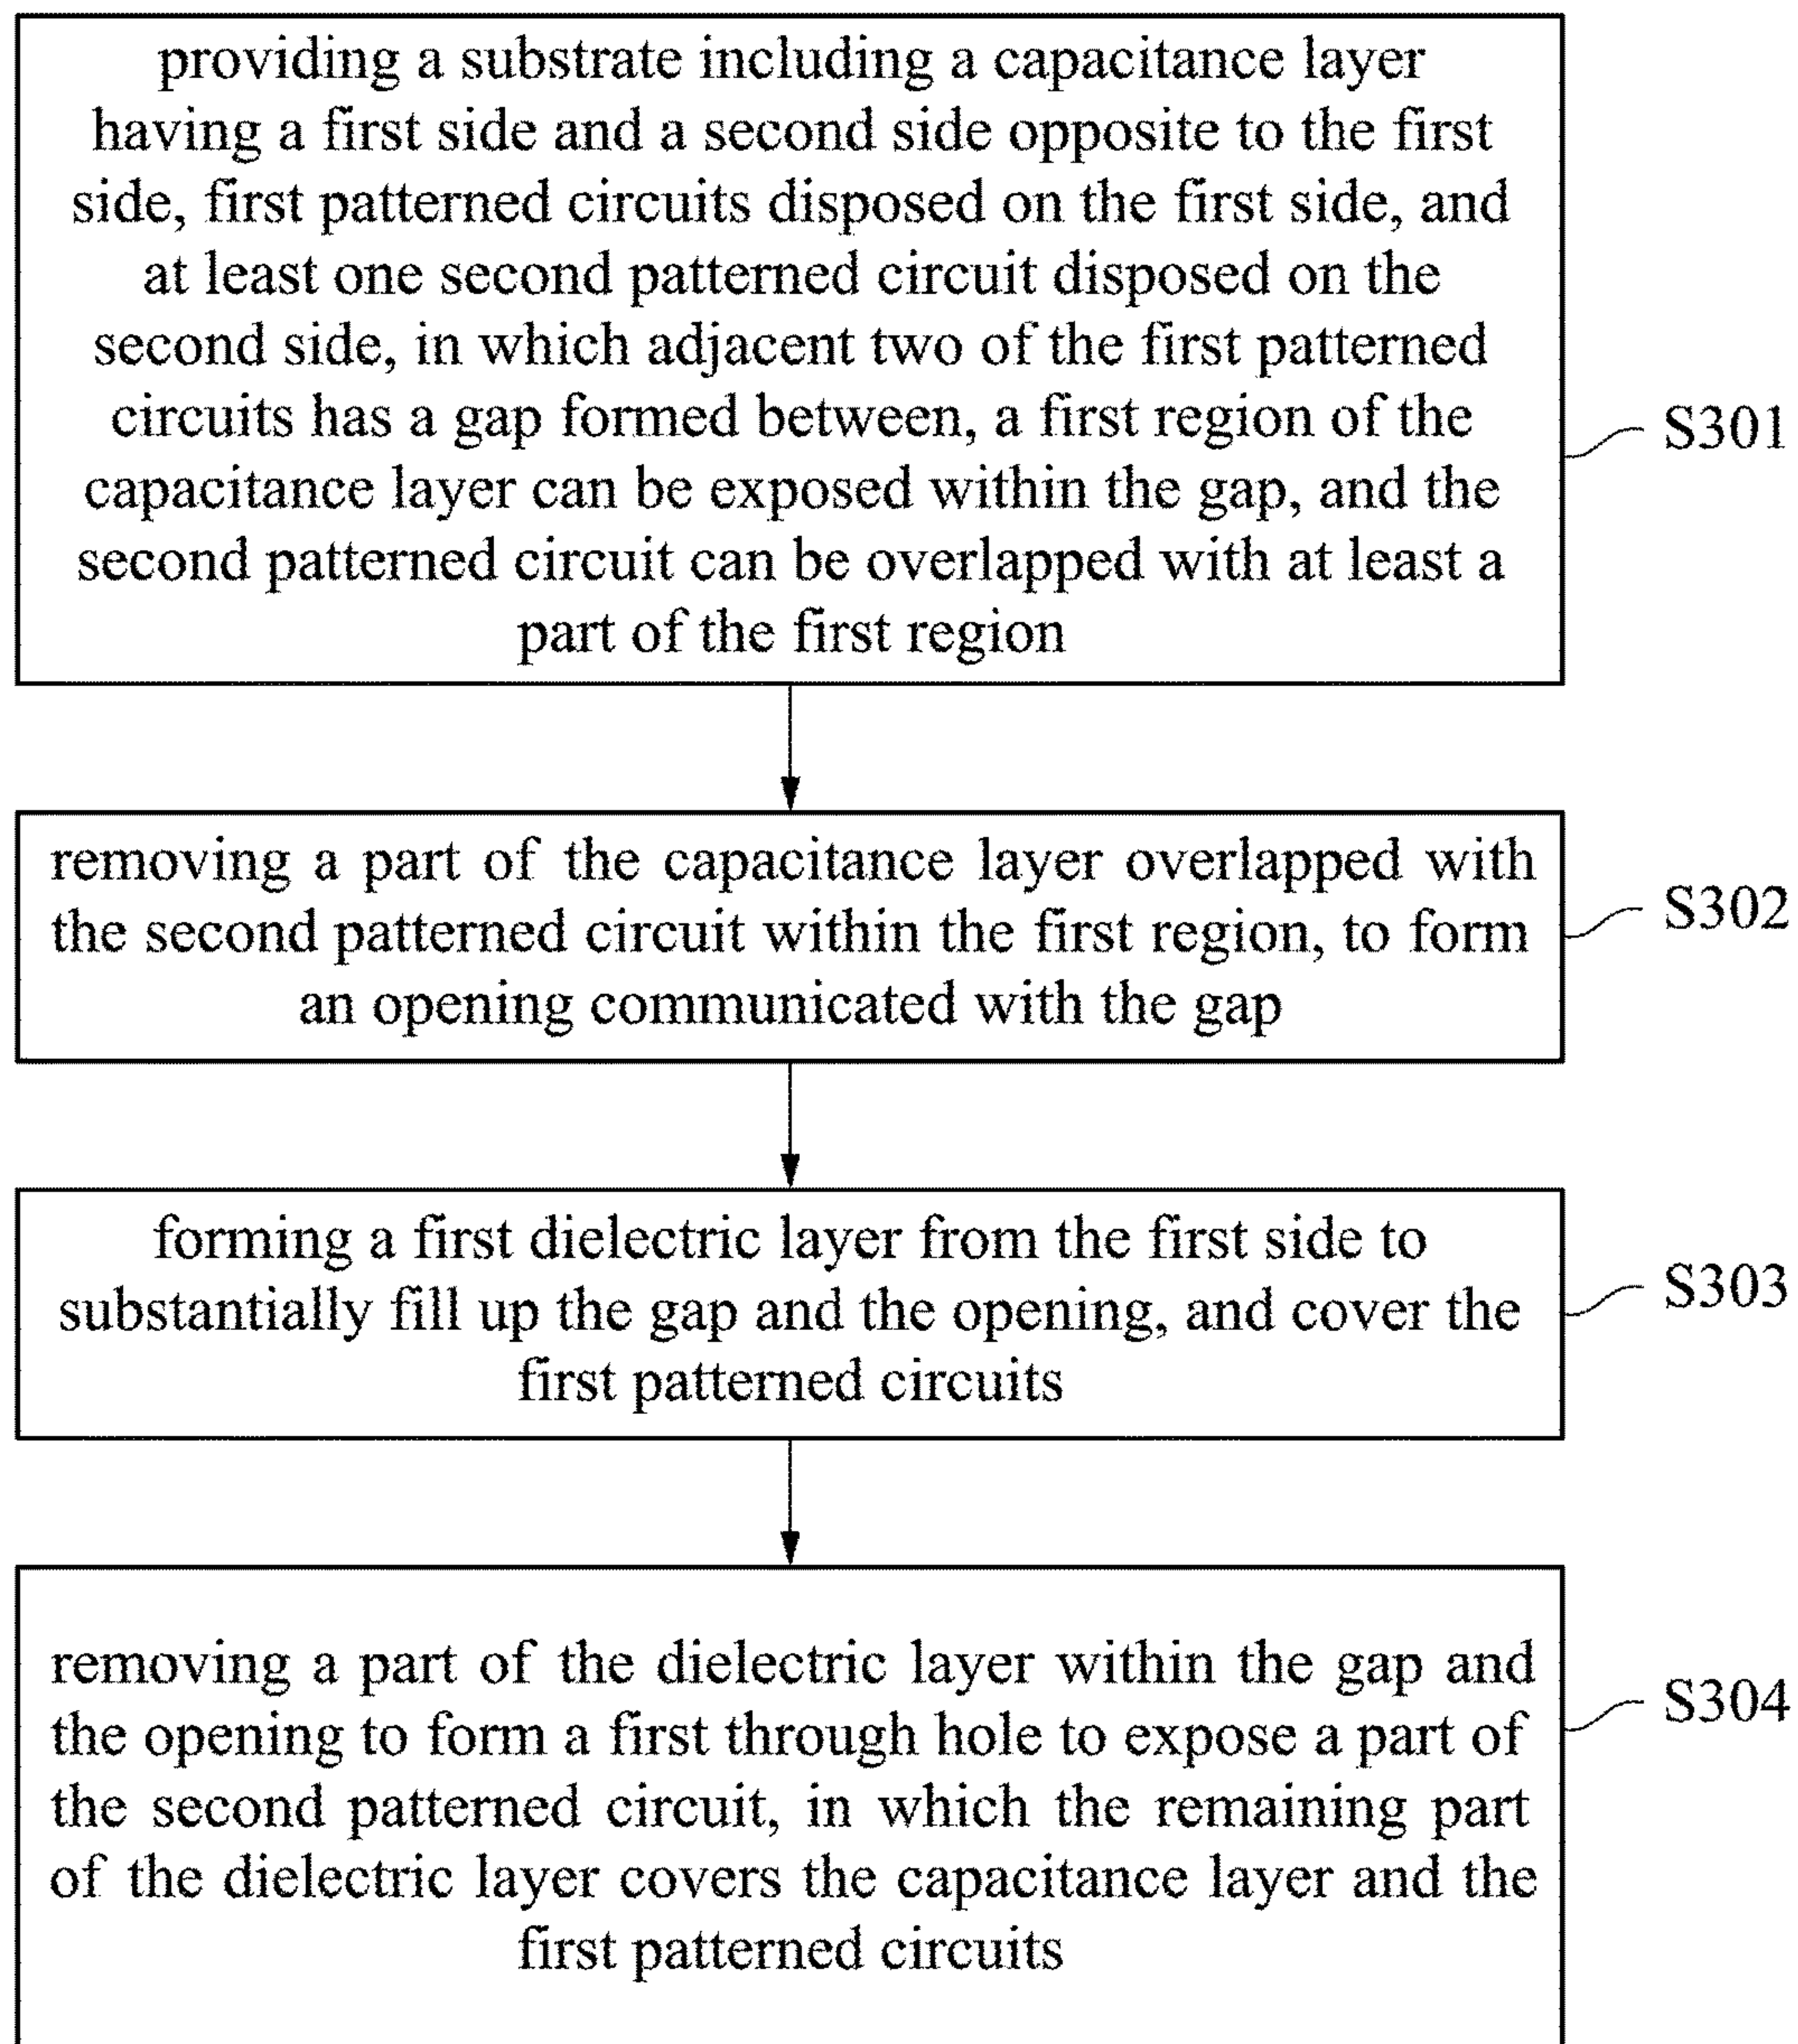 providing a substrate including a capacitance layer
having a first side and a second side opposite to the first
side, first patterned circuits disposed on the first side, and
at least one second patterned circuit disposed on the
second side, in which adjacent two of the first patterned
circuits has a gap formed between, a first region of the
capacitance layer can be exposed within the gap, and the
second patterned circuit can be overlapped with at least a
part of the first region
S301
removing a part of the capacitance layer overlapped with
the second patterned circuit within the first region, to form
an opening communicated with the gap
S302
forming a first dielectric layer from the first side to
substantially fill up the gap and the opening, and cover the
first patterned circuits
S303
removing a part of the dielectric layer within the gap and
the opening to form a first through hole to expose a part of
the second patterned circuit, in which the remaining part
of the dielectric layer covers the capacitance layer and the
first patterned circuits
S304